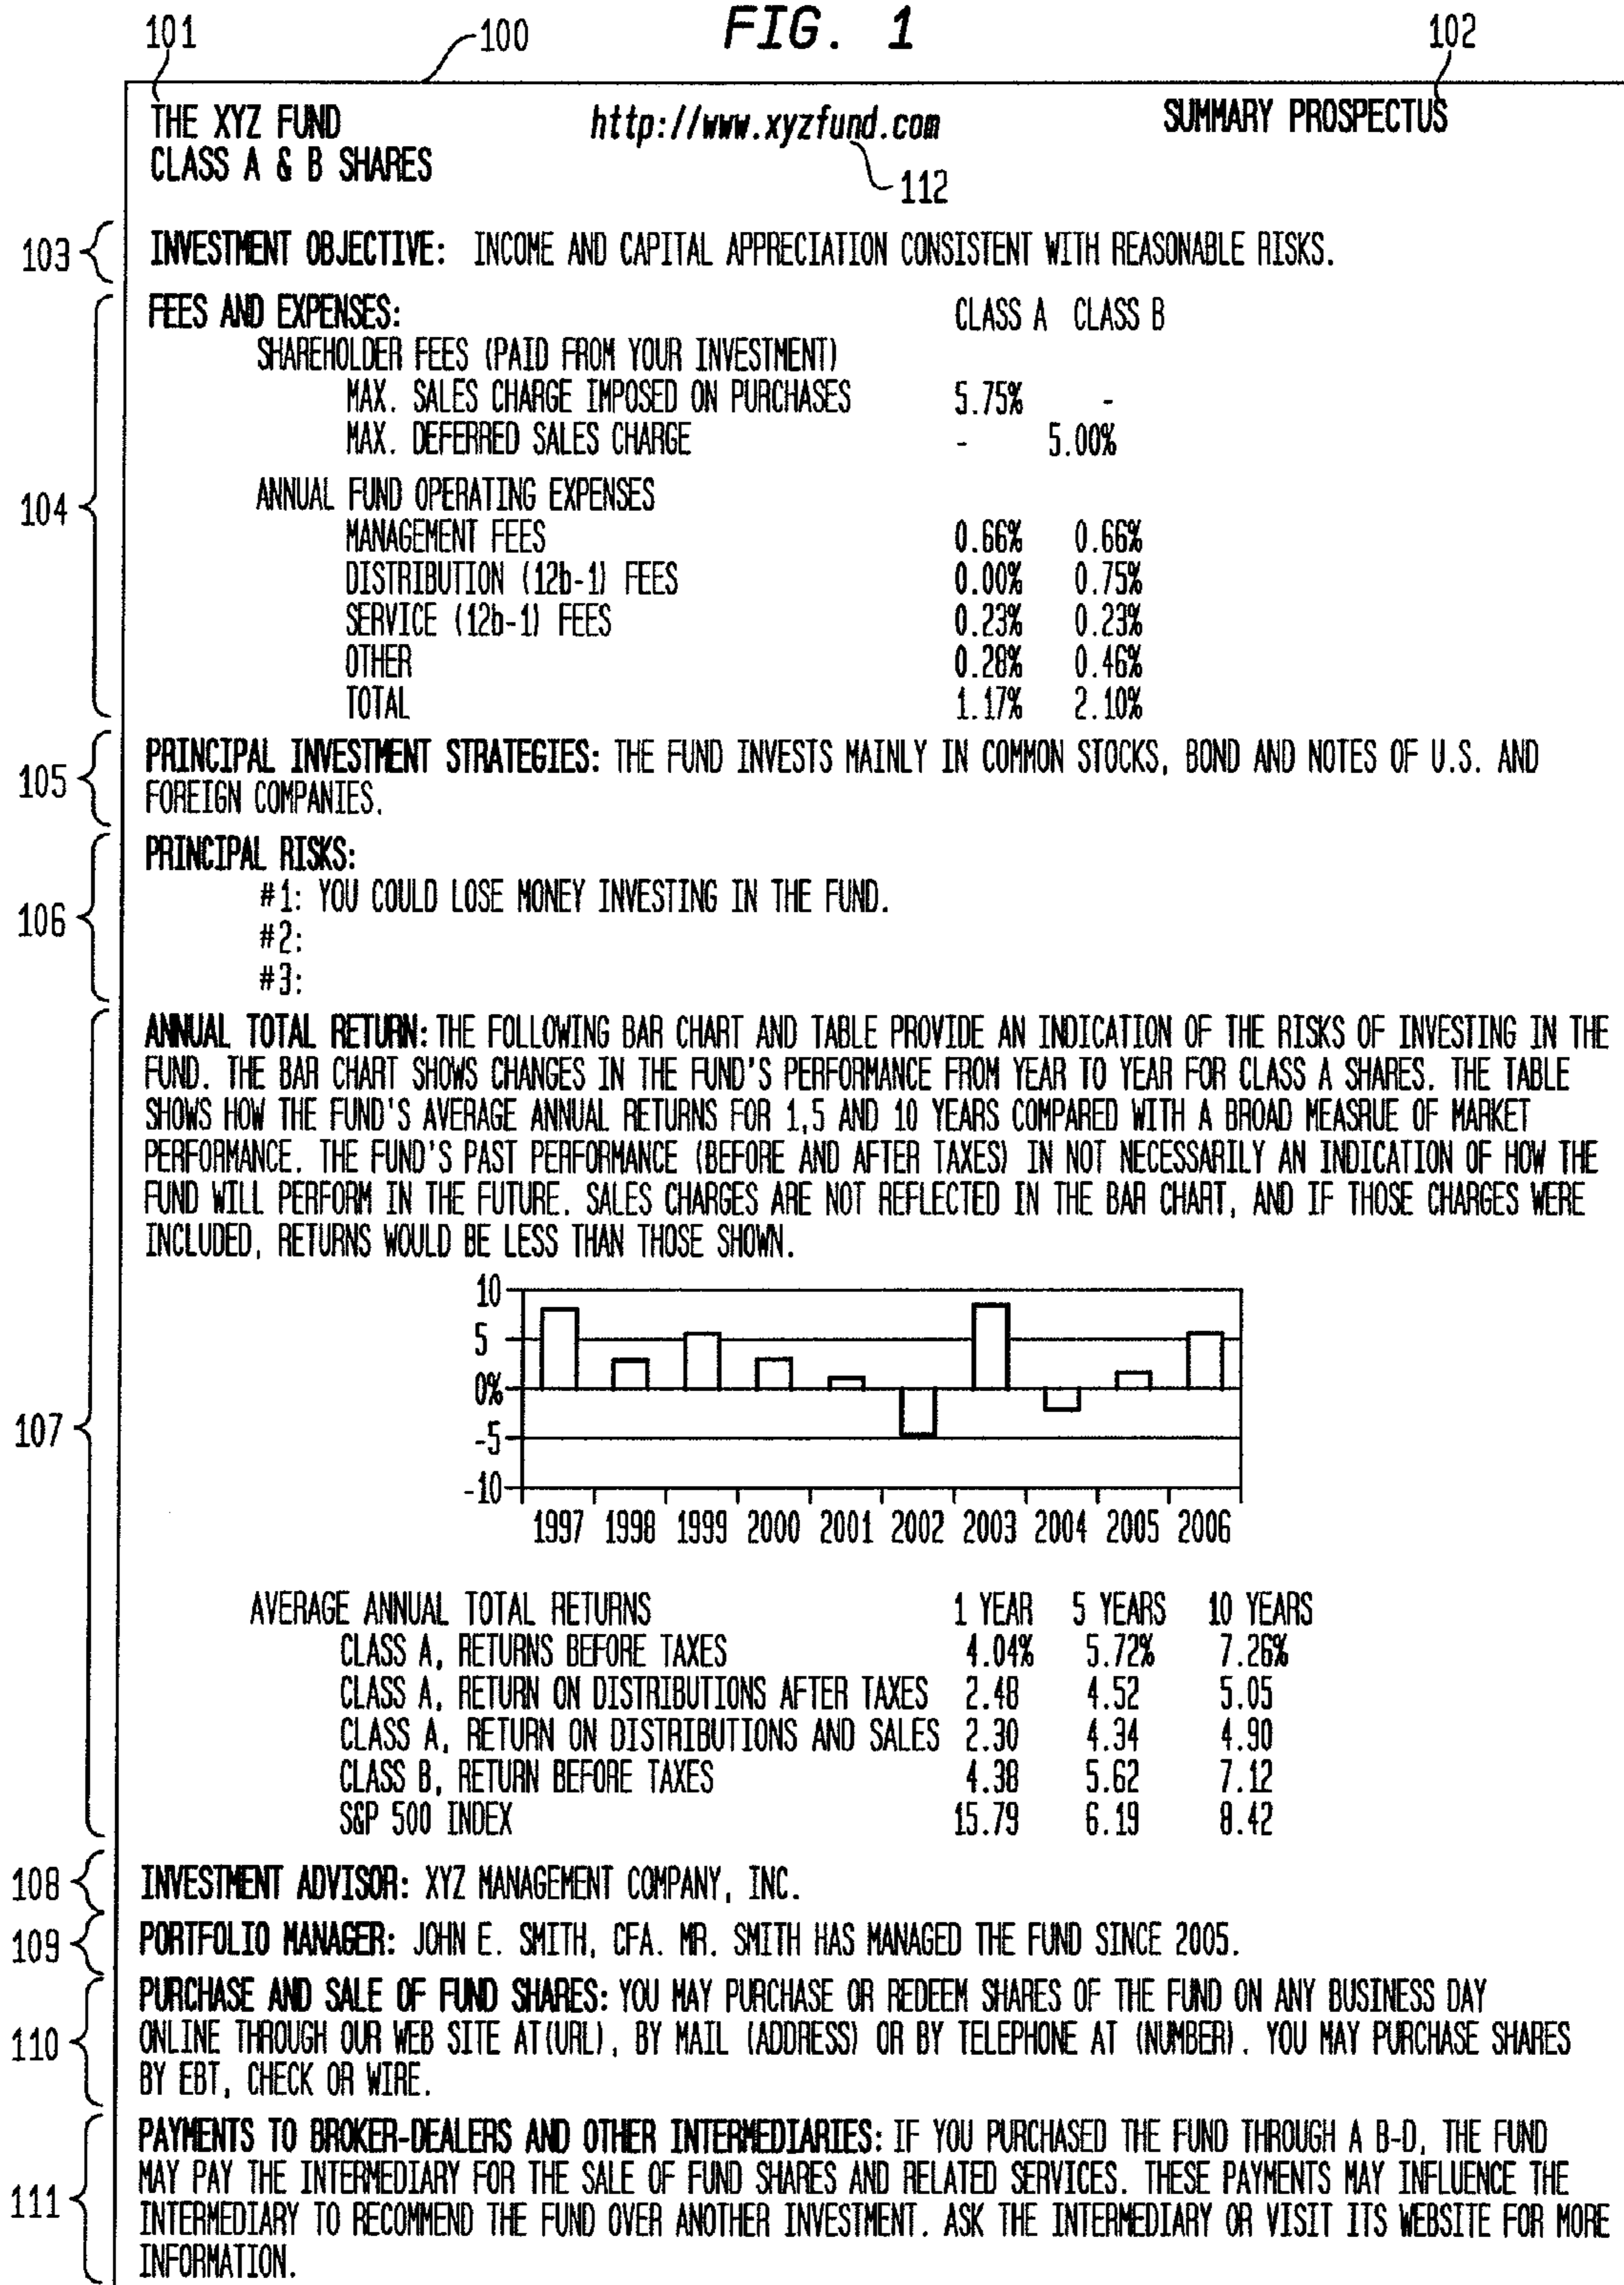 FIG. 1
101
100
102
THE XYZ FUND
http://www.xyzfund.com
SUMMARY PROSPECTUS
CLASS A & B SHARES
112
103
INVESTMENT OBJECTIVE: INCOME AND CAPITAL APPRECIATION CONSISTENT WITH REASONABLE RISKS.
104
FEES AND EXPENSES: CLASS A CLASS B
SHAREHOLDER FEES (PAID FROM YOUR INVESTMENT)
MAX. SALES CHARGE IMPOSED ON PURCHASES 5.75% -
MAX. DEFERRED SALES CHARGE - 5.00%
ANNUAL FUND OPERATING EXPENSES
MANAGEMENT FEES 0.66% 0.66%
DISTRIBUTION (12b-1) FEES 0.00% 0.75%
SERVICE (12b-1) FEES 0.23% 0.23%
OTHER 0.28% 0.46%
TOTAL 1.17% 2.10%
105
PRINCIPAL INVESTMENT STRATEGIES: THE FUND INVESTS MAINLY IN COMMON STOCKS, BOND AND NOTES OF U.S. AND
FOREIGN COMPANIES.
106
PRINCIPAL RISKS:
#1: YOU COULD LOSE MONEY INVESTING IN THE FUND.
#2:
#3:
107
ANNUAL TOTAL RETURN: THE FOLLOWING BAR CHART AND TABLE PROVIDE AN INDICATION OF THE RISKS OF INVESTING IN THE
FUND. THE BAR CHART SHOWS CHANGES IN THE FUND'S PERFORMANCE FROM YEAR TO YEAR FOR CLASS A SHARES. THE TABLE
SHOWS HOW THE FUND'S AVERAGE ANNUAL RETURNS FOR 1,5 AND 10 YEARS COMPARED WITH A BROAD MEASRUE OF MARKET
PERFORMANCE. THE FUND'S PAST PERFORMANCE (BEFORE AND AFTER TAXES) IN NOT NECESSARILY AN INDICATION OF HOW THE
FUND WILL PERFORM IN THE FUTURE. SALES CHARGES ARE NOT REFLECTED IN THE BAR CHART, AND IF THOSE CHARGES WERE
INCLUDED, RETURNS WOULD BE LESS THAN THOSE SHOWN.
10
5
0%
-5
-10
1997 1998 1999 2000 2001 2002 2003 2004 2005 2006
AVERAGE ANNUAL TOTAL RETURNS 1 YEAR 5 YEARS 10 YEARS
CLASS A, RETURNS BEFORE TAXES 4.04% 5.72% 7.26%
CLASS A, RETURN ON DISTRIBUTIONS AFTER TAXES 2.48 4.52 5.05
CLASS A, RETURN ON DISTRIBUTIONS AND SALES 2.30 4.34 4.90
CLASS B, RETURN BEFORE TAXES 4.38 5.62 7.12
S&P 500 INDEX 15.79 6.19 8.42
108
INVESTMENT ADVISOR: XYZ MANAGEMENT COMPANY, INC.
109
PORTFOLIO MANAGER: JOHN E. SMITH, CFA. MR. SMITH HAS MANAGED THE FUND SINCE 2005.
110
PURCHASE AND SALE OF FUND SHARES: YOU MAY PURCHASE OR REDEEM SHARES OF THE FUND ON ANY BUSINESS DAY
ONLINE THROUGH OUR WEB SITE AT(URL), BY MAIL (ADDRESS) OR BY TELEPHONE AT (NUMBER). YOU MAY PURCHASE SHARES
BY EBT, CHECK OR WIRE.
111
PAYMENTS TO BROKER-DEALERS AND OTHER INTERMEDIARIES: IF YOU PURCHASED THE FUND THROUGH A B-D, THE FUND
MAY PAY THE INTERMEDIARY FOR THE SALE OF FUND SHARES AND RELATED SERVICES. THESE PAYMENTS MAY INFLUENCE THE
INTERMEDIARY TO RECOMMEND THE FUND OVER ANOTHER INVESTMENT. ASK THE INTERMEDIARY OR VISIT ITS WEBSITE FOR MORE
INFORMATION.